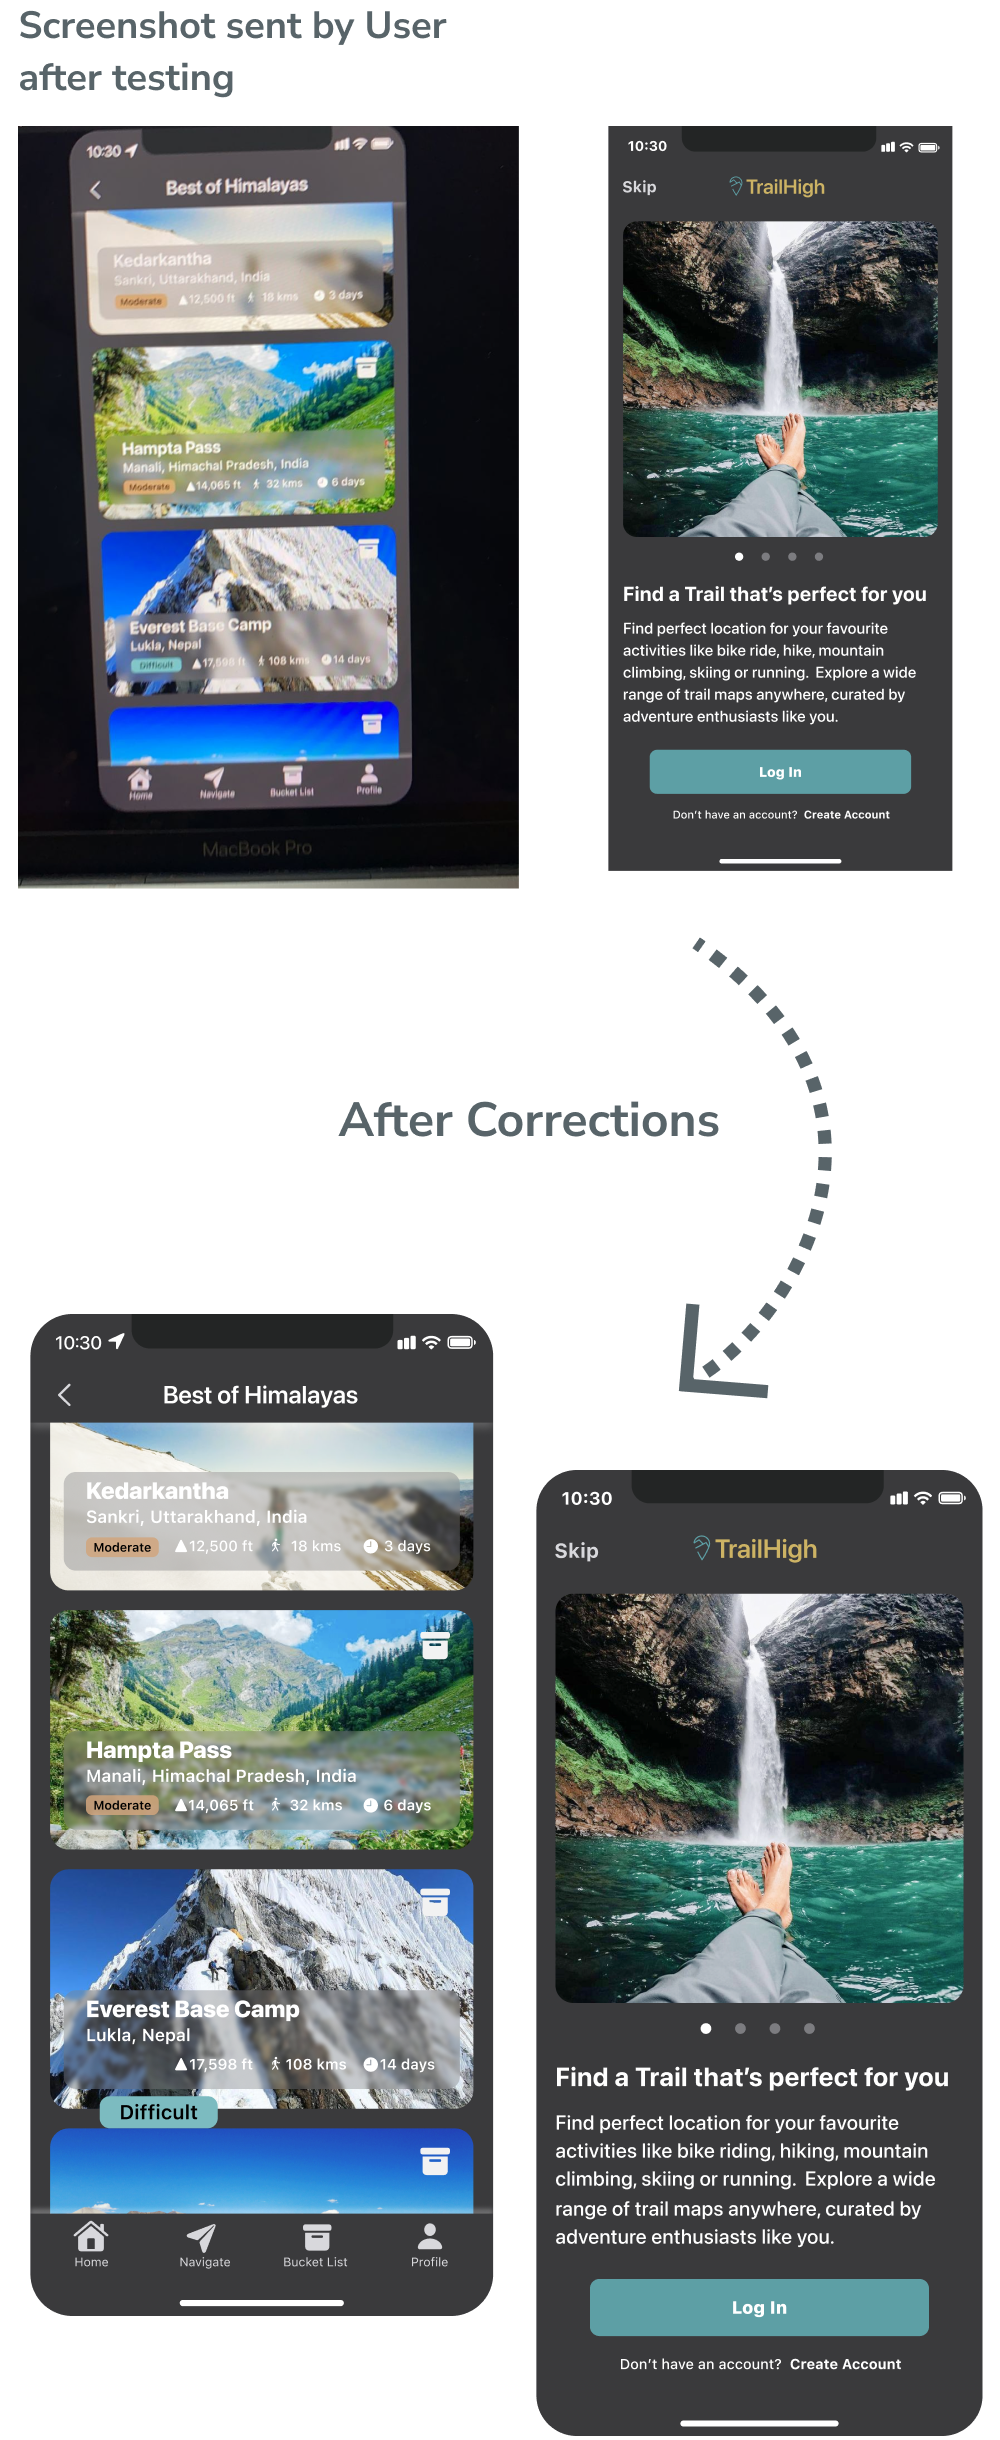 Screenshot sent by User
after testing
10:30
Best of Himalayas
Kedarkantha
Sankri, Uttarakhand, India
Moderate 12,500 ft 18 kms 3 days
Hampta Pass
Manali, Himachal Pradesh, India
Moderate 14,065 ft 32 kms 6 days
Everest Base Camp
Lukla, Nepal
Difficult 17,598 ft 108 kms 14 days
Home Navigate Bucket List Profile
MacBook Pro
10:30
Skip TrailHigh
Find a Trail that's perfect for you
Find perfect location for your favourite
activities like bike ride, hike, mountain
climbing, skiing or running. Explore a wide
range of trail maps anywhere, curated by
adventure enthusiasts like you.
Log In
Don't have an account? Create Account
After Corrections
10:30
Best of Himalayas
Kedarkantha
Sankri, Uttarakhand, India
Moderate 12,500 ft 18 kms 3 days
Hampta Pass
Manali, Himachal Pradesh, India
Moderate 14,065 ft 32 kms 6 days
Everest Base Camp
Lukla, Nepal
17,598 ft 108 kms 14 days
Difficult
Home Navigate Bucket List Profile
10:30
Skip TrailHigh
Find a Trail that's perfect for you
Find perfect location for your favourite
activities like bike riding, hiking, mountain
climbing, skiing or running. Explore a wide
range of trail maps anywhere, curated by
adventure enthusiasts like you.
Log In
Don't have an account? Create Account